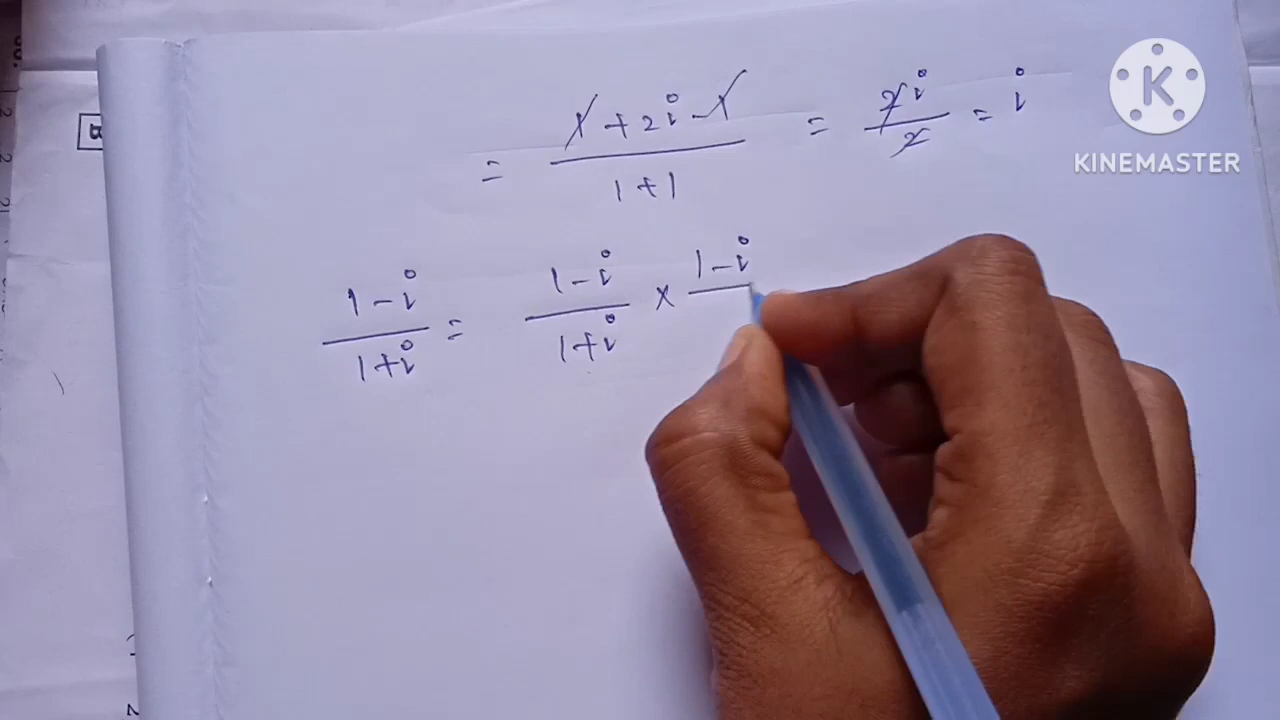 = (1 + 2i - 1)/(1 + 1) = 2i/2 = i
(1 - i)/(1 + i) = (1 - i)/(1 + i) × (1 - i)/
B
KINEMASTER